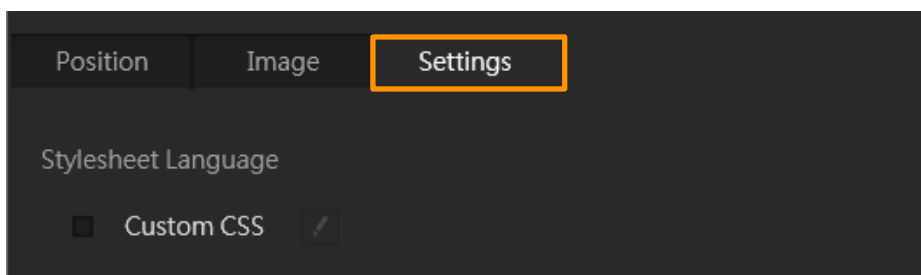 Position Image Settings
Stylesheet Language
Custom CSS